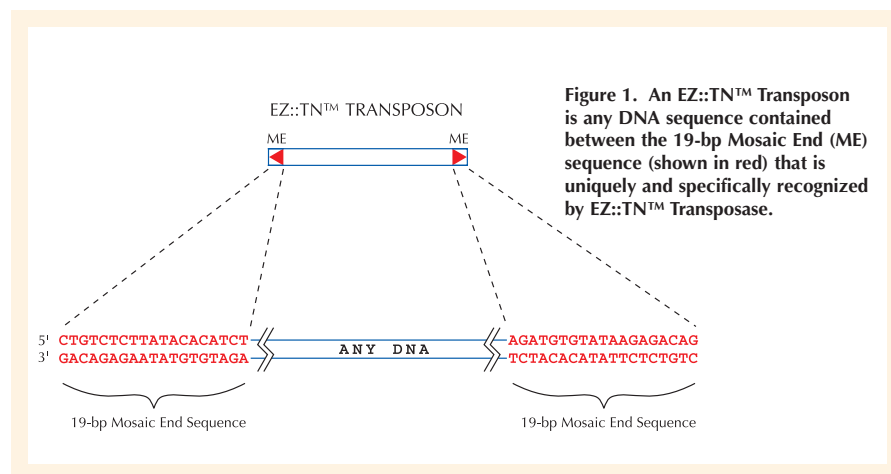 EZ::TN™ TRANSPOSON
ME ME
Figure 1. An EZ::TN™ Transposon
is any DNA sequence contained
between the 19-bp Mosaic End (ME)
sequence (shown in red) that is
uniquely and specifically recognized
by EZ::TN™ Transposase.
5' CTGTCTCTTATACACATCT ANY DNA AGATGTGTATAAGAGACAG
3' GACAGAGAATATGTGTAGA TCTACACATATTCTCTGTC
19-bp Mosaic End Sequence 19-bp Mosaic End Sequence